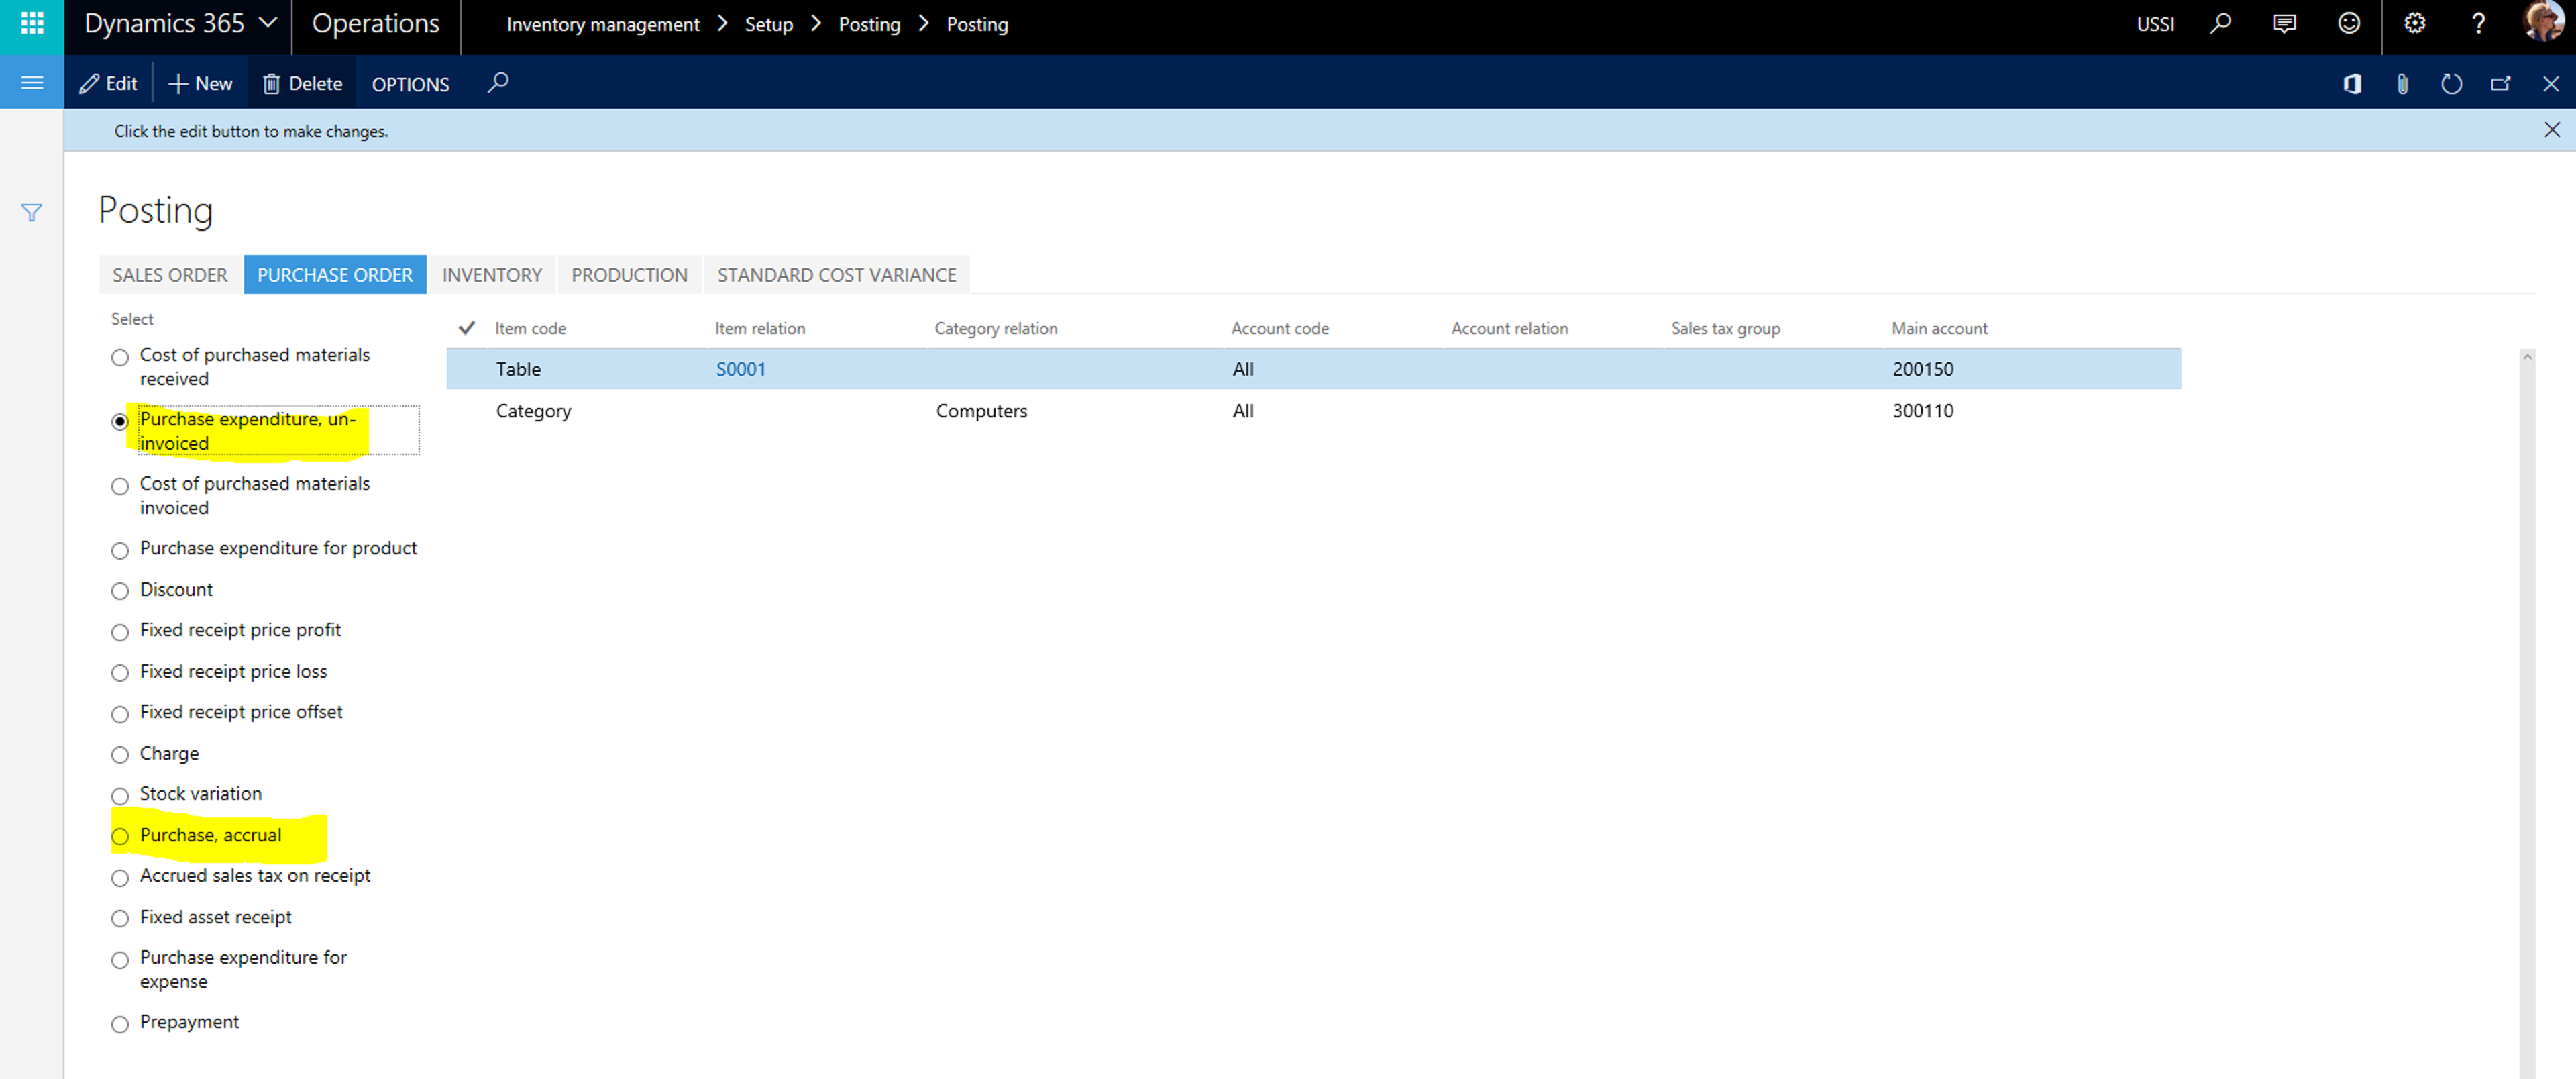 Dynamics 365
Operations
Inventory management > Setup > Posting > Posting
USSI
?
Edit
New
Delete
OPTIONS
Click the edit button to make changes.
Posting
SALES ORDER
PURCHASE ORDER
INVENTORY
PRODUCTION
STANDARD COST VARIANCE
Select
Cost of purchased materials
received
Purchase expenditure, un-
invoiced
Cost of purchased materials
invoiced
Purchase expenditure for product
Discount
Fixed receipt price profit
Fixed receipt price loss
Fixed receipt price offset
Charge
Stock variation
Purchase, accrual
Accrued sales tax on receipt
Fixed asset receipt
Purchase expenditure for
expense
Prepayment
Item code Item relation Category relation Account code Account relation Sales tax group Main account
Table S0001 All 200150
Category Computers All 300110